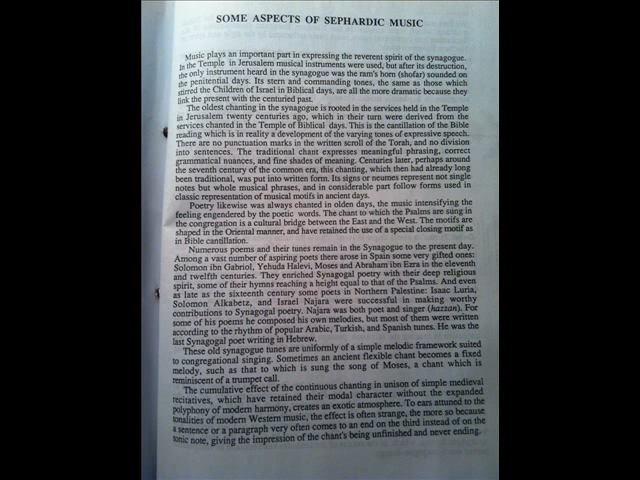 SOME ASPECTS OF SEPHARDIC MUSIC
Music plays an important part in expressing the reverent spirit of the synagogue.
In the Temple in Jerusalem musical instruments were used, but after its destruction,
the only instrument heard in the synagogue was the ram's horn (shofar) sounded on
the penitential days. Its stern and commanding tones, the same as those which
stirred the Children of Israel in Biblical days, are all the more dramatic because they
link the present with the centuried past.
The oldest chanting in the synagogue is rooted in the services held in the Temple
in Jerusalem twenty centuries ago, which in their turn were derived from the
services chanted in the Temple of Biblical days. This is the cantillation of the Bible
reading which is in reality a development of the varying tones of expressive speech.
There are no punctuation marks in the written scroll of the Torah, and no division
into sentences. The traditional chant expresses meaningful phrasing, correct
grammatical nuances, and fine shades of meaning. Centuries later, perhaps around
the seventh century of the common era, this chanting, which then had already long
been traditional, was put into written form. Its signs or neumes represent not single
notes but whole musical phrases, and in considerable part follow forms used in
classic representation of musical motifs in ancient days.
Poetry likewise was always chanted in olden days, the music intensifying the
feeling engendered by the poetic words. The chant to which the Psalms are sung in
the congregation is a cultural bridge between the East and the West. The motifs are
shaped in the Oriental manner, and have retained the use of a special closing motif as
in Bible cantillation.
Numerous poems and their tunes remain in the Synagogue to the present day.
Among a vast number of aspiring poets there arose in Spain some very gifted ones:
Solomon ibn Gabriol, Yehuda Halevi, Moses and Abraham ibn Ezra in the eleventh
and twelfth centuries. They enriched Synagogal poetry with their deep religious
spirit, some of their hymns reaching a height equal to that of the Psalms. And even
as late as the sixteenth century some poets in Northern Palestine: Isaac Luria,
Solomon Alkabetz, and Israel Najara were successful in making worthy
contributions to Synagogal poetry. Najara was both poet and singer (hazzan). For
some of his poems he composed his own melodies, but most of them were written
according to the rhythm of popular Arabic, Turkish, and Spanish tunes. He was the
last Synagogal poet writing in Hebrew.
These old synagogue tunes are uniformly of a simple melodic framework suited
to congregational singing. Sometimes an ancient flexible chant becomes a fixed
melody, such as that to which is sung the song of Moses, a chant which is
reminiscent of a trumpet call.
The cumulative effect of the continuous chanting in unison of simple medieval
recitatives, which have retained their modal character without the expanded
polyphony of modern harmony, creates an exotic atmosphere. To ears attuned to the
tonalities of modern Western music, the effect is often strange, the more so because
a sentence or a paragraph very often comes to an end on the third instead of on the
tonic note, giving the impression of the chant's being unfinished and never ending.